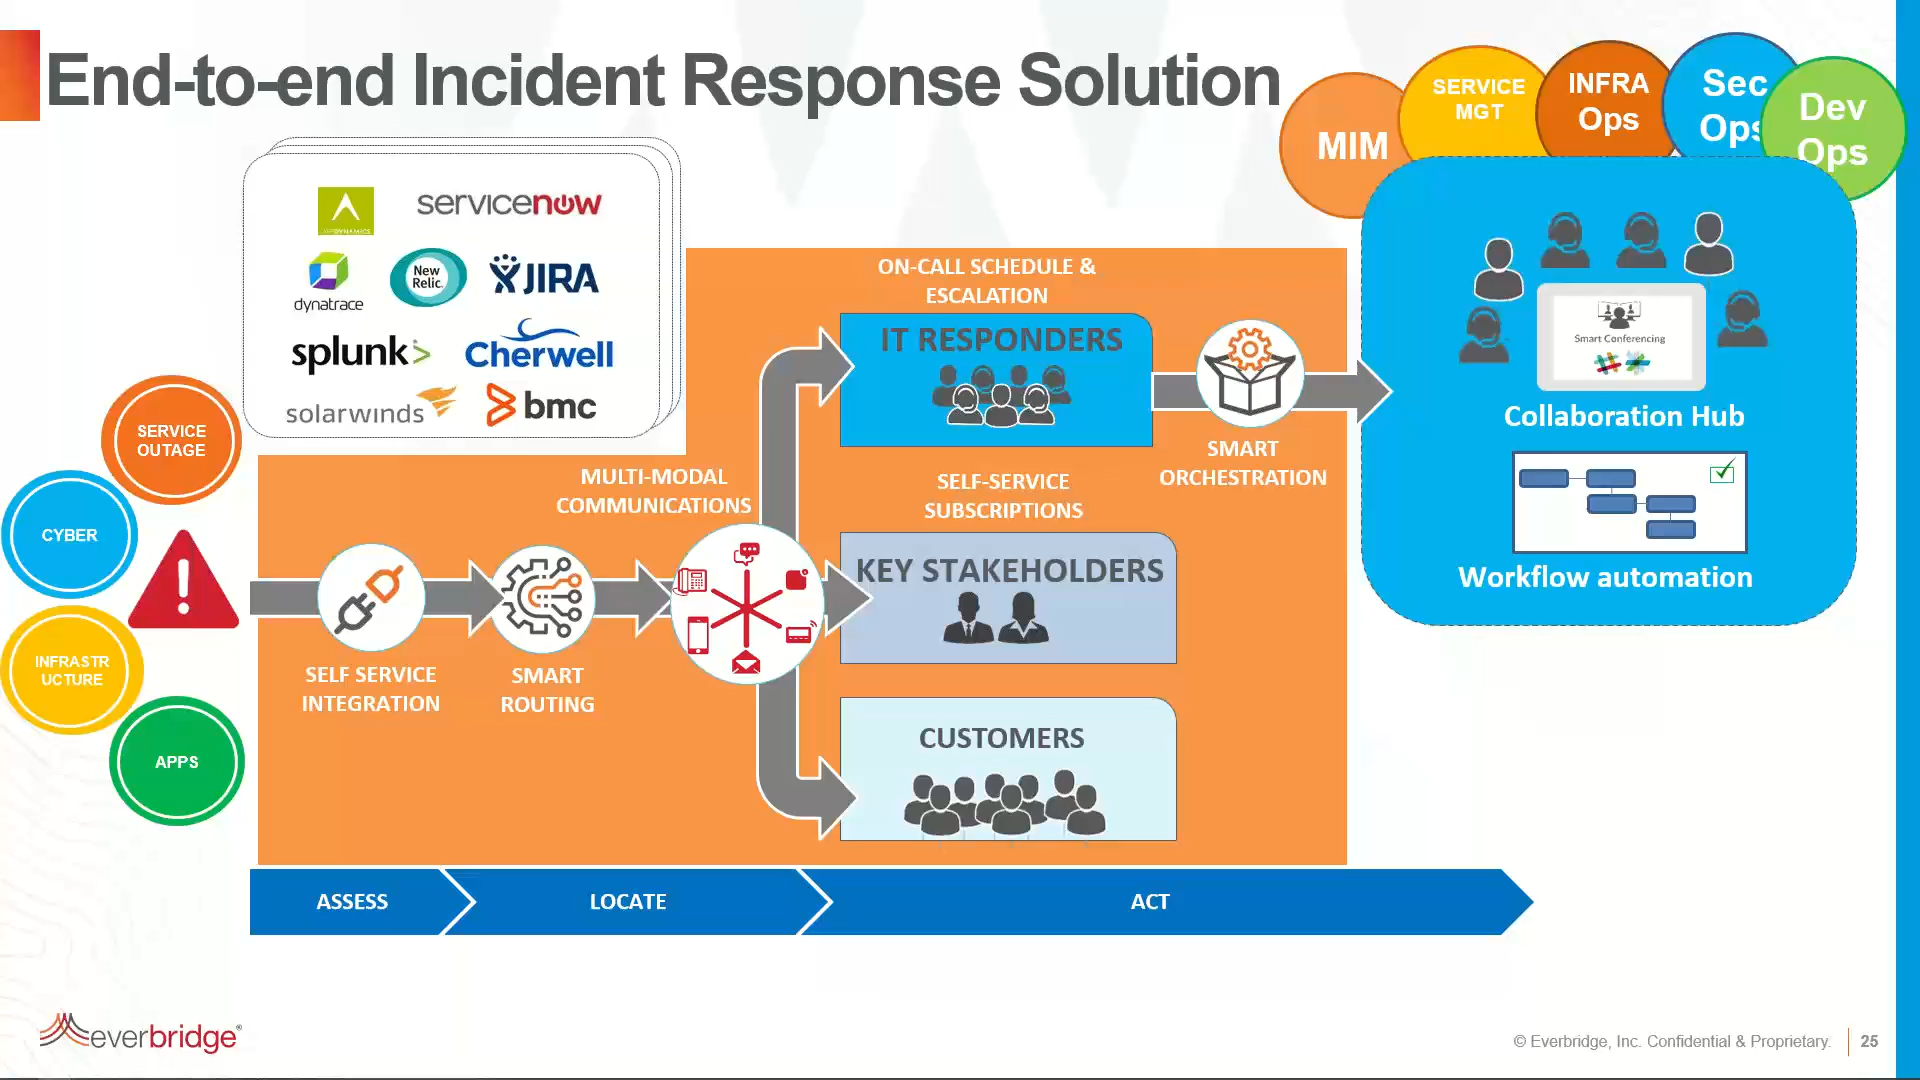 End-to-end Incident Response Solution
MIM
SERVICE
MGT
INFRA
Ops
Sec
Ops
Dev
Ops
APPDYNAMICS
servicenow
dynatrace
New
Relic.
JIRA
splunk>
Cherwell
solarwinds
bmc
SERVICE
OUTAGE
CYBER
INFRASTR
UCTURE
APPS
SELF SERVICE
INTEGRATION
SMART
ROUTING
MULTI-MODAL
COMMUNICATIONS
ON-CALL SCHEDULE &
ESCALATION
IT RESPONDERS
SELF-SERVICE
SUBSCRIPTIONS
KEY STAKEHOLDERS
CUSTOMERS
SMART
ORCHESTRATION
Smart Conferencing
Collaboration Hub
Workflow automation
ASSESS
LOCATE
ACT
everbridge®
© Everbridge, Inc. Confidential & Proprietary.
25